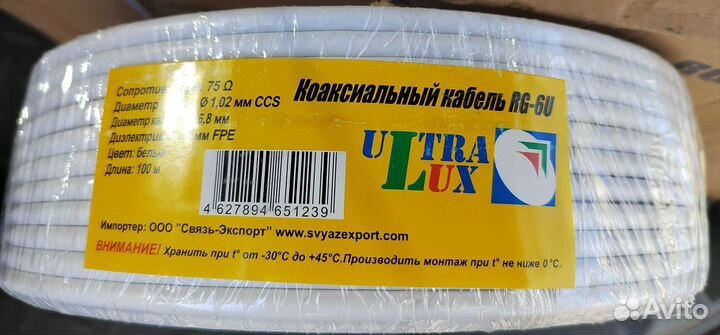 Коаксиальный кабель RG-6U
75 Ω
Диаметр Ø 1,02 мм CCS
Диаметр 6,8 мм
Диэлектрик мм FPE
Цвет: белый
Длина: 100 м
ULTRA
LUX
4 627894 651239
Импортер: ООО "Связь-Экспорт" www.svyazexport.com
ВНИМАНИЕ! Хранить при t° от -30°C до +45°C.Производить монтаж при t° не ниже 0°C.
Avito